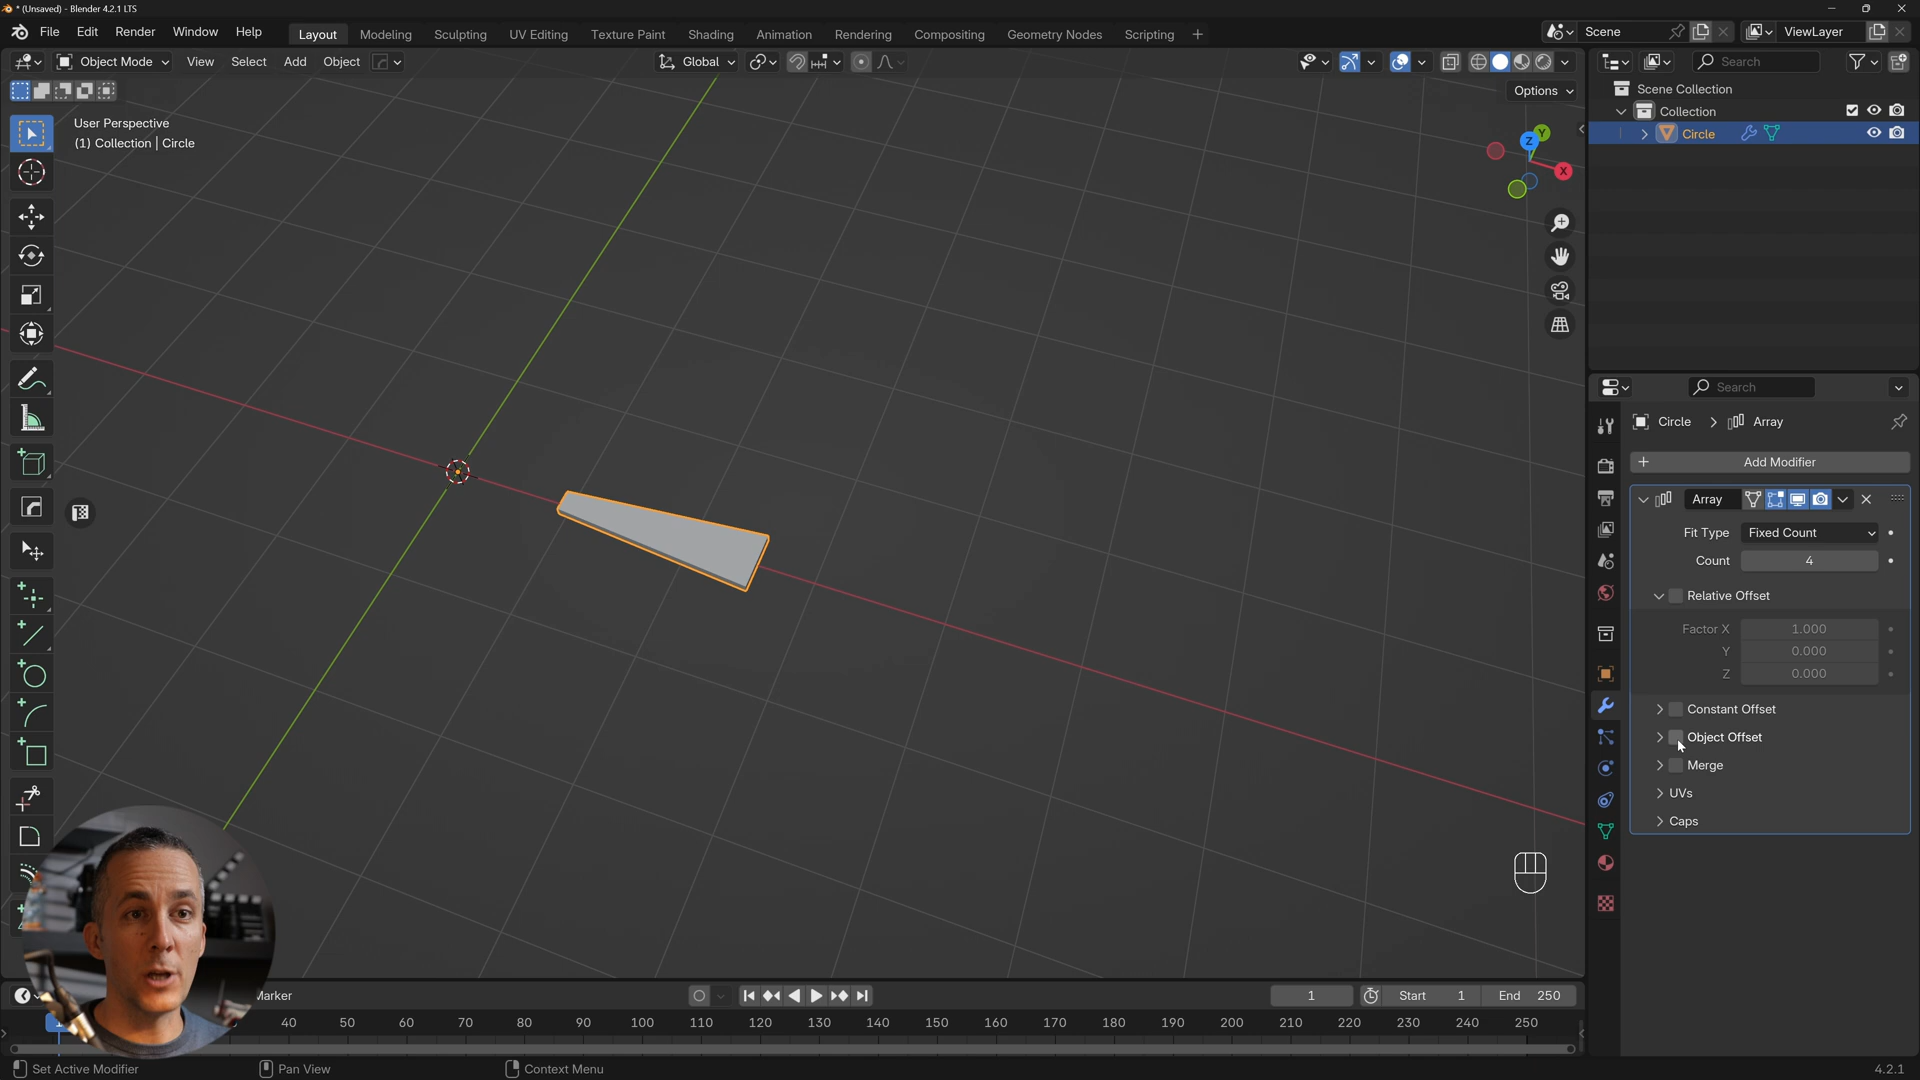 * (Unsaved) - Blender 4.2.1 LTS
File Edit Render Window Help Layout Modeling Sculpting UV Editing Texture Paint Shading Animation Rendering Compositing Geometry Nodes Scripting + Scene ViewLayer
Object Mode View Select Add Object Global Search
Options
User Perspective
(1) Collection | Circle
Scene Collection
Collection
Circle
Z Y X
Search
Circle > Array
+ Add Modifier
Array
Fit Type Fixed Count
Count 4
Relative Offset
Factor X 1.000
Y 0.000
Z 0.000
Constant Offset
Object Offset
Merge
UVs
Caps
Marker 1 Start 1 End 250
40 50 60 70 80 90 100 110 120 130 140 150 160 170 180 190 200 210 220 230 240 250
Set Active Modifier Pan View Context Menu 4.2.1